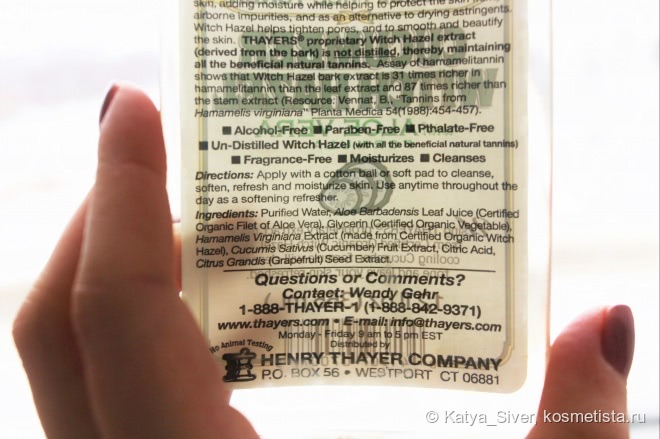 skin, adding moisture while helping to protect the skin from
airborne impurities, and as an alternative to drying astringents.
Witch Hazel helps tighten pores, and to smooth and beautify
the skin. THAYERS® proprietary Witch Hazel extract
(derived from the bark) is not distilled, thereby maintaining
all the beneficial natural tannins. Assay of hamamelitannin
shows that Witch Hazel bark extract is 31 times richer in
hamamelitannin than the leaf extract and 87 times richer than
the stem extract (Resource: Vennat, B., "Tannins from
Hamamelis virginiana" Planta Medica 54(1988):454-457).
■ Alcohol-Free ■ Paraben-Free ■ Pthalate-Free
■ Un-Distilled Witch Hazel (with all the beneficial natural tannins)
■ Fragrance-Free ■ Moisturizes ■ Cleanses
Directions: Apply with a cotton ball or soft pad to cleanse,
soften, refresh and moisturize skin. Use anytime throughout the
day as a softening refresher.
Ingredients: Purified Water, Aloe Barbadensis Leaf Juice (Certified
Organic Filet of Aloe Vera), Glycerin (Certified Organic Vegetable),
Hamamelis Virginiana Extract (made from Certified Organic Witch
Hazel), Cucumis Sativus (Cucumber) Fruit Extract, Citric Acid,
Citrus Grandis (Grapefruit) Seed Extract.
Questions or Comments?
Contact: Wendy Gehr
1-888-THAYER-1 (1-888-842-9371)
www.thayers.com • E-mail: info@thayers.com
Monday - Friday 9 am to 5 pm EST
Distributed by
No Animal Testing
HENRY THAYER COMPANY
P.O. BOX 56 • WESTPORT CT 06881
© Katya_Siver, kosmetista.ru